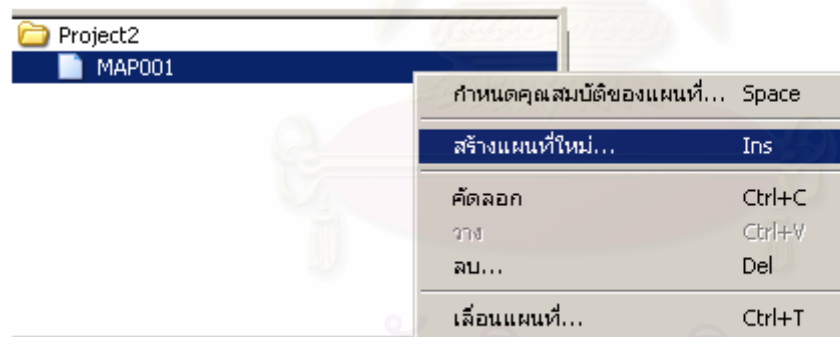 Project2
MAP001
กำหนดคุณสมบัติของแผนที่... Space
สร้างแผนที่ใหม่... Ins
คัดลอก Ctrl+C
วาง Ctrl+V
ลบ... Del
เลื่อนแผนที่... Ctrl+T